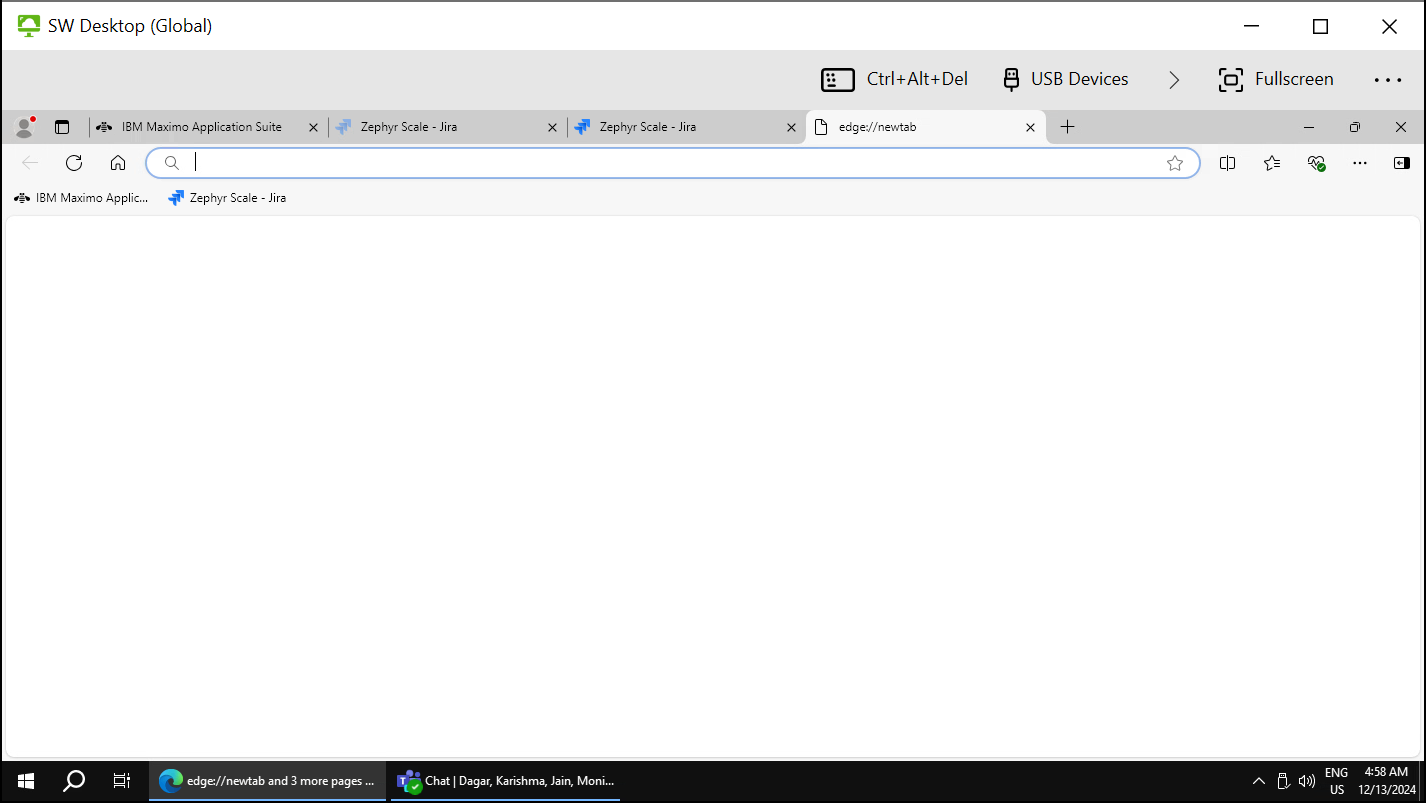 SW Desktop (Global)
Ctrl+Alt+Del
USB Devices
Fullscreen
IBM Maximo Application Suite
Zephyr Scale - Jira
Zephyr Scale - Jira
edge://newtab
IBM Maximo Applic...
Zephyr Scale - Jira
edge://newtab and 3 more pages ...
Chat | Dagar, Karishma, Jain, Moni...
ENG
US
4:58 AM
12/13/2024